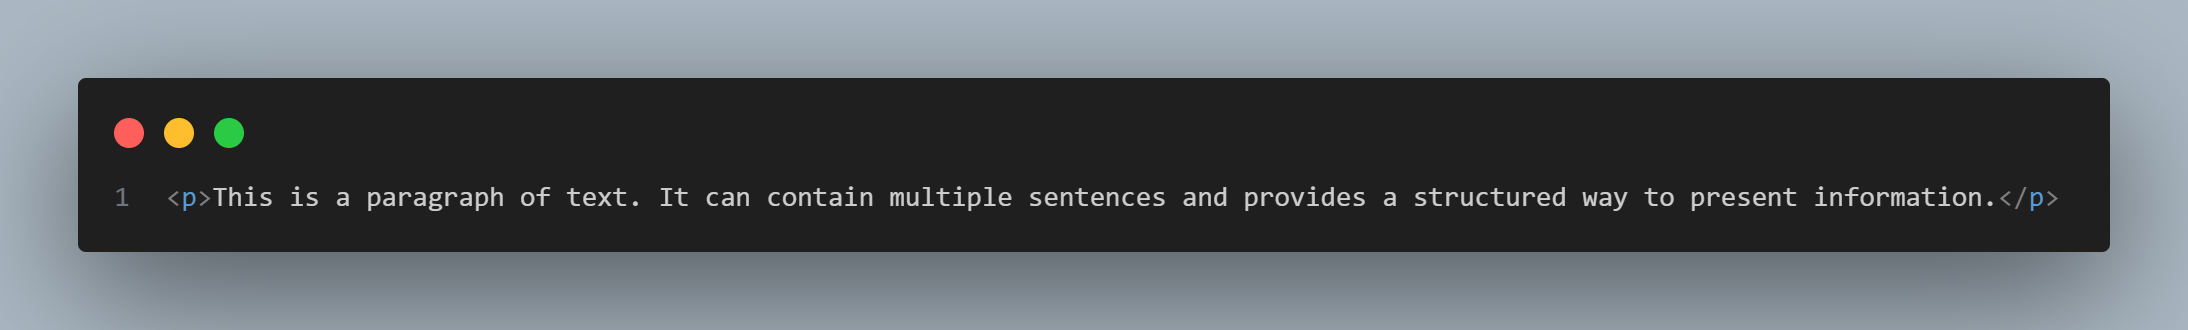 1 <p>This is a paragraph of text. It can contain multiple sentences and provides a structured way to present information.</p>